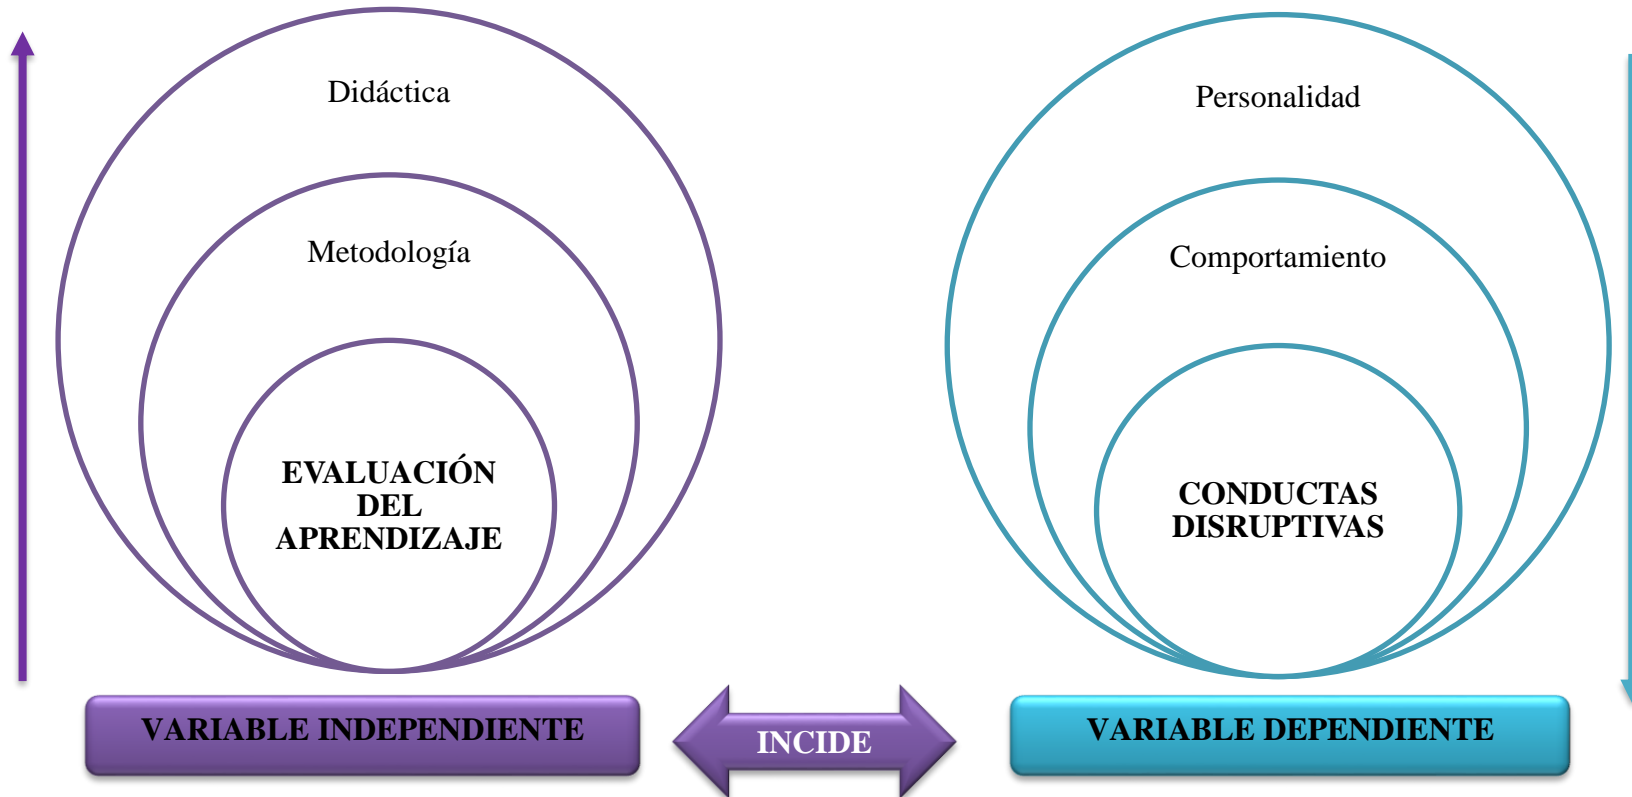 Didáctica
Metodología
EVALUACIÓN
DEL
APRENDIZAJE
Personalidad
Comportamiento
CONDUCTAS
DISRUPTIVAS
VARIABLE INDEPENDIENTE
INCIDE
VARIABLE DEPENDIENTE